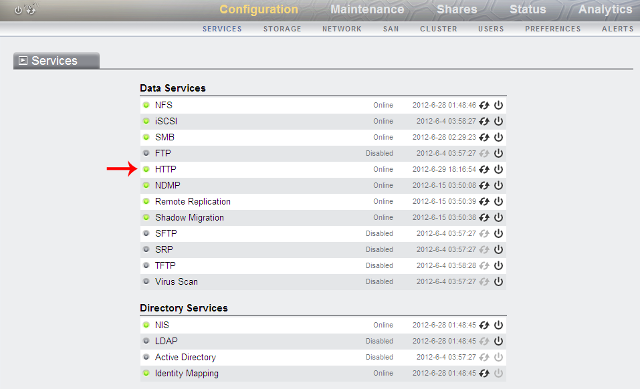 Configuration Maintenance Shares Status Analytics
SERVICES STORAGE NETWORK SAN CLUSTER USERS PREFERENCES ALERTS
Services
Data Services
NFS Online 2012-6-28 01:48:46
iSCSI Online 2012-6-4 03:58:27
SMB Online 2012-6-28 02:29:23
FTP Disabled 2012-6-4 03:57:27
HTTP Online 2012-6-29 18:16:54
NDMP Online 2012-6-15 03:50:08
Remote Replication Online 2012-6-15 03:50:39
Shadow Migration Online 2012-6-15 03:50:38
SFTP Disabled 2012-6-4 03:57:27
SRP Disabled 2012-6-4 03:57:27
TFTP Disabled 2012-6-4 03:58:28
Virus Scan Disabled 2012-6-4 03:57:27
Directory Services
NIS Online 2012-6-28 01:48:45
LDAP Disabled 2012-6-28 01:48:45
Active Directory Disabled 2012-6-4 03:57:27
Identity Mapping Online 2012-6-28 01:48:45